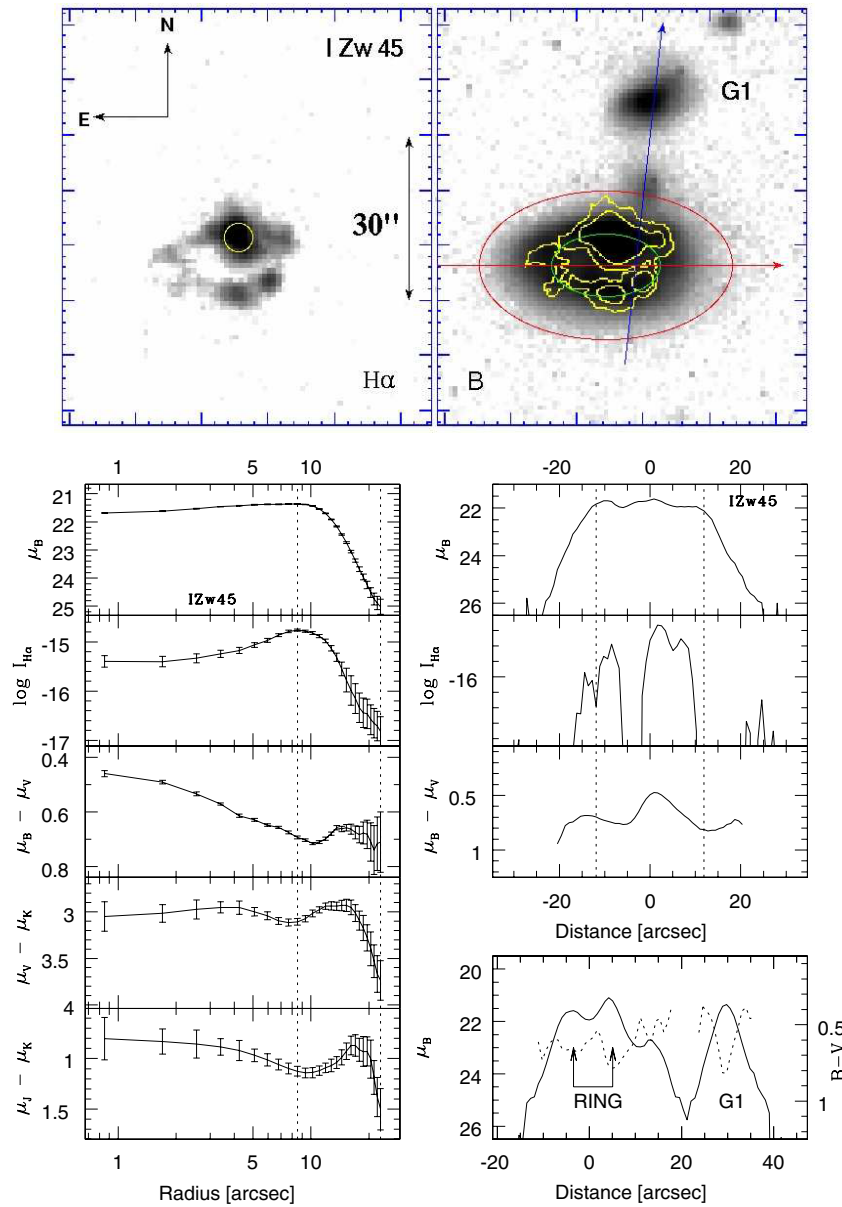 N
I Zw 45
E
30''
Hα
G1
B
1 5 10
-20 0 20
21
22
23
24
25
μB
IZw45
22
24
26
μB
IZw45
-15
-16
-17
log IHα
-16
log IHα
0.4
0.6
0.8
μB − μV
0.5
1
μB − μV
-20 0 20
Distance [arcsec]
3
3.5
4
μV − μK
1
1.5
μJ − μK
1 5 10
Radius [arcsec]
20
22
24
26
μB
RING
G1
0.5
1
B−V
-20 0 20 40
Distance [arcsec]